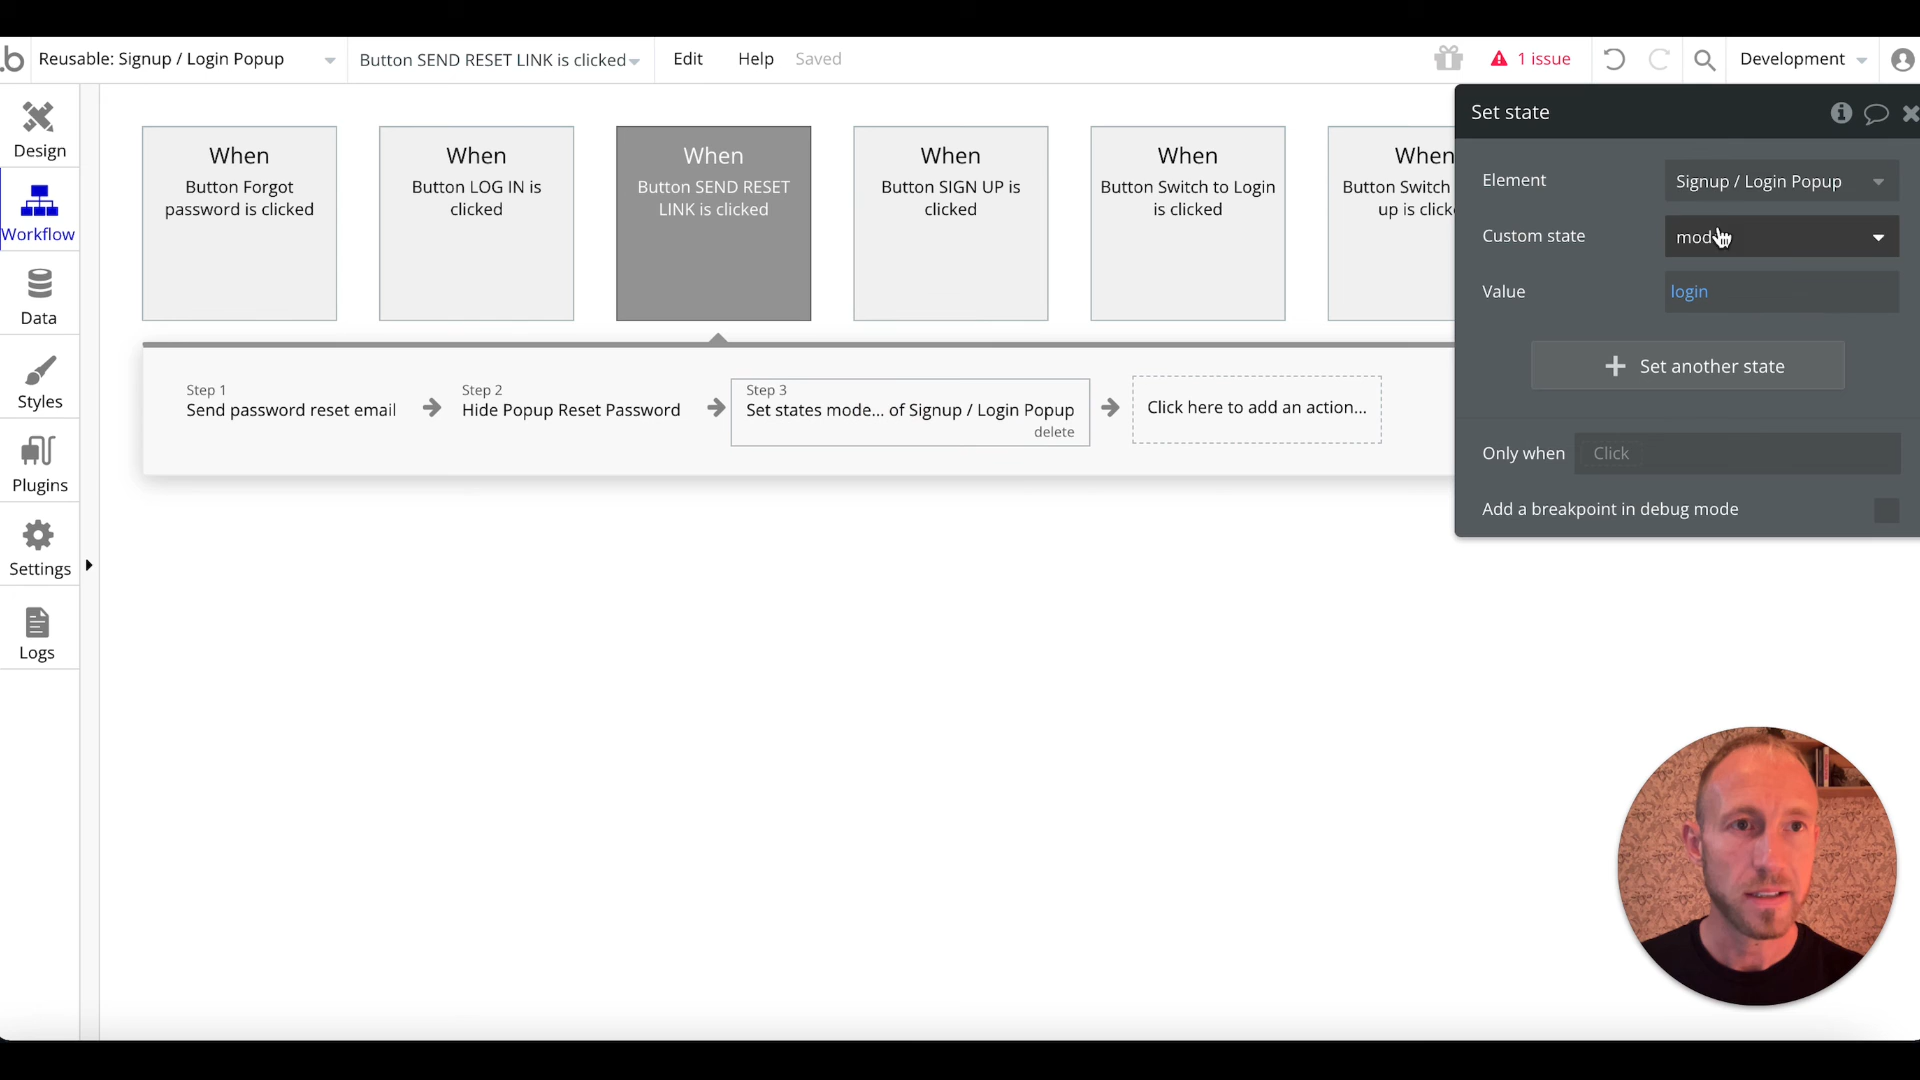 .b
Reusable: Signup / Login Popup
Button SEND RESET LINK is clicked
Edit
Help
Saved
1 issue
Development
Design
Workflow
Data
Styles
Plugins
Settings
Logs
When
Button Forgot
password is clicked
When
Button LOG IN is
clicked
When
Button SEND RESET
LINK is clicked
When
Button SIGN UP is
clicked
When
Button Switch to Login
is clicked
When
Button Switch
up is click
Step 1
Send password reset email
Step 2
Hide Popup Reset Password
Step 3
Set states mode... of Signup / Login Popup
delete
Click here to add an action...
Set state
Element
Signup / Login Popup
Custom state
mod
Value
login
Set another state
Only when
Click
Add a breakpoint in debug mode